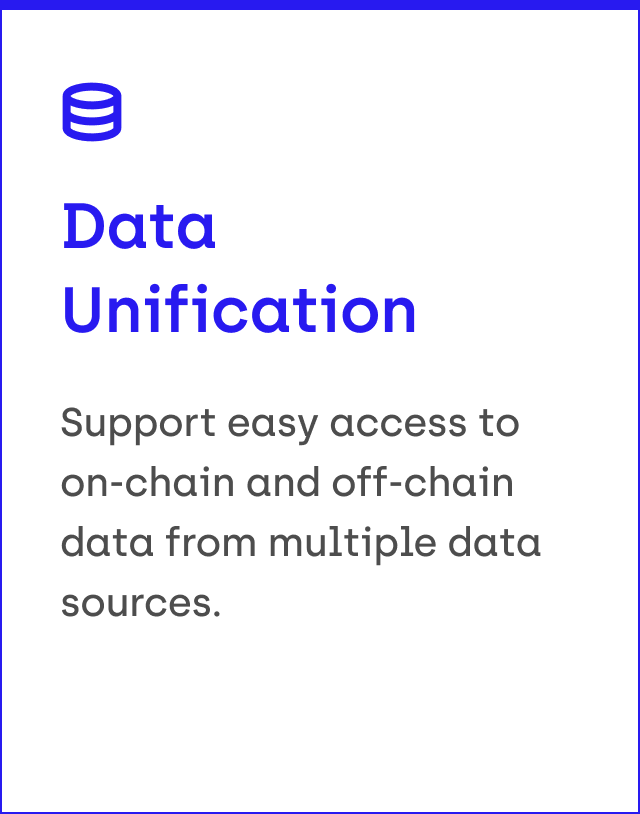 Data
Unification
Support easy access to
on-chain and off-chain
data from multiple data
sources.